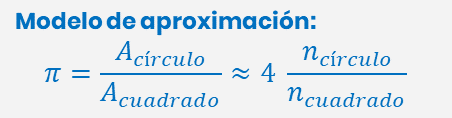 Modelo de aproximación:
π = A_círculo / A_cuadrado ≈ 4 n_círculo / n_cuadrado